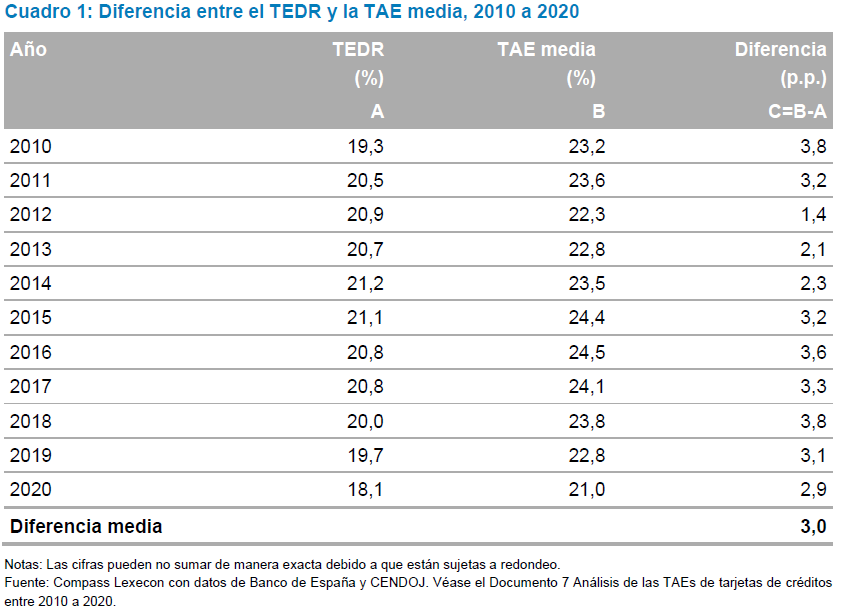 Cuadro 1: Diferencia entre el TEDR y la TAE media, 2010 a 2020
Año TEDR TAE media Diferencia
(%) (%) (p.p.)
A B C=B-A
2010 19,3 23,2 3,8
2011 20,5 23,6 3,2
2012 20,9 22,3 1,4
2013 20,7 22,8 2,1
2014 21,2 23,5 2,3
2015 21,1 24,4 3,2
2016 20,8 24,5 3,6
2017 20,8 24,1 3,3
2018 20,0 23,8 3,8
2019 19,7 22,8 3,1
2020 18,1 21,0 2,9
Diferencia media 3,0
Notas: Las cifras pueden no sumar de manera exacta debido a que están sujetas a redondeo.
Fuente: Compass Lexecon con datos de Banco de España y CENDOJ. Véase el Documento 7 Análisis de las TAEs de tarjetas de créditos
entre 2010 a 2020.